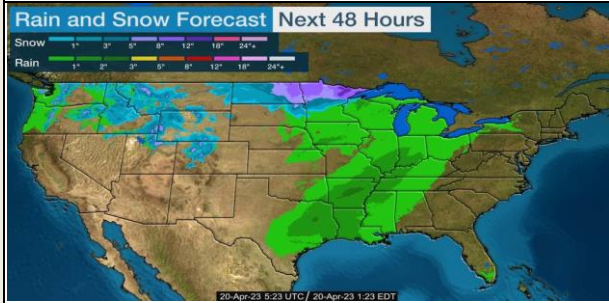 Rain and Snow Forecast Next 48 Hours
Snow
1" 3" 5" 8" 12" 18" 24"+
Rain
1" 2" 3" 5" 8" 12" 18" 24"+
20-Apr-23 5:23 UTC / 20-Apr-23 1:23 EDT